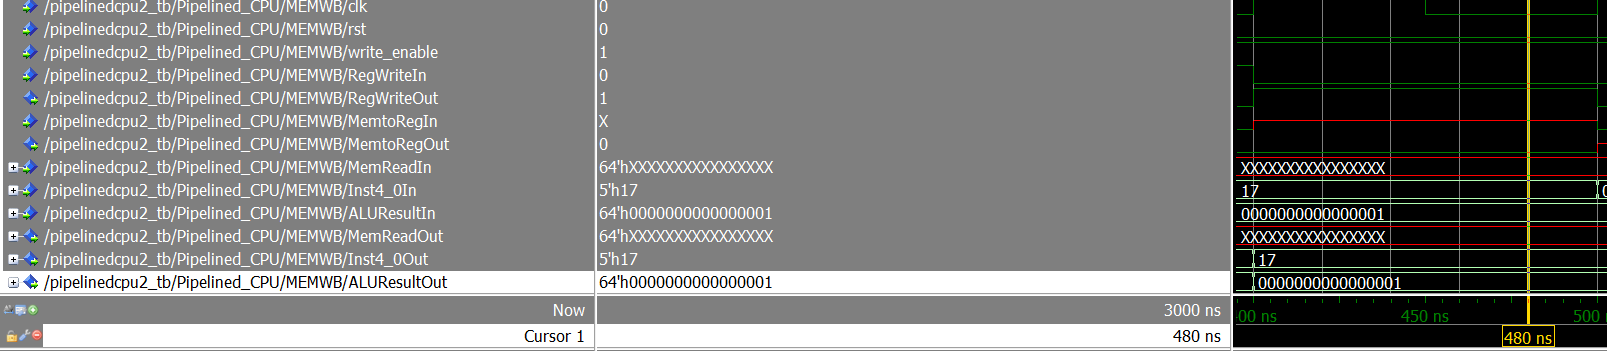 /pipelinedcpu2_tb/Pipelined_CPU/MEMWB/clk 0
/pipelinedcpu2_tb/Pipelined_CPU/MEMWB/rst 0
/pipelinedcpu2_tb/Pipelined_CPU/MEMWB/write_enable 1
/pipelinedcpu2_tb/Pipelined_CPU/MEMWB/RegWriteIn 0
/pipelinedcpu2_tb/Pipelined_CPU/MEMWB/RegWriteOut 1
/pipelinedcpu2_tb/Pipelined_CPU/MEMWB/MemtoRegIn X
/pipelinedcpu2_tb/Pipelined_CPU/MEMWB/MemtoRegOut 0
/pipelinedcpu2_tb/Pipelined_CPU/MEMWB/MemReadIn 64'hXXXXXXXXXXXXXXXX XXXXXXXXXXXXXXXX
/pipelinedcpu2_tb/Pipelined_CPU/MEMWB/Inst4_0In 5'h17 17
/pipelinedcpu2_tb/Pipelined_CPU/MEMWB/ALUResultIn 64'h0000000000000001 0000000000000001
/pipelinedcpu2_tb/Pipelined_CPU/MEMWB/MemReadOut 64'hXXXXXXXXXXXXXXXX XXXXXXXXXXXXXXXX
/pipelinedcpu2_tb/Pipelined_CPU/MEMWB/Inst4_0Out 5'h17 17
/pipelinedcpu2_tb/Pipelined_CPU/MEMWB/ALUResultOut 64'h0000000000000001 0000000000000001
Now 3000 ns 00 ns 450 ns 500
Cursor 1 480 ns 480 ns